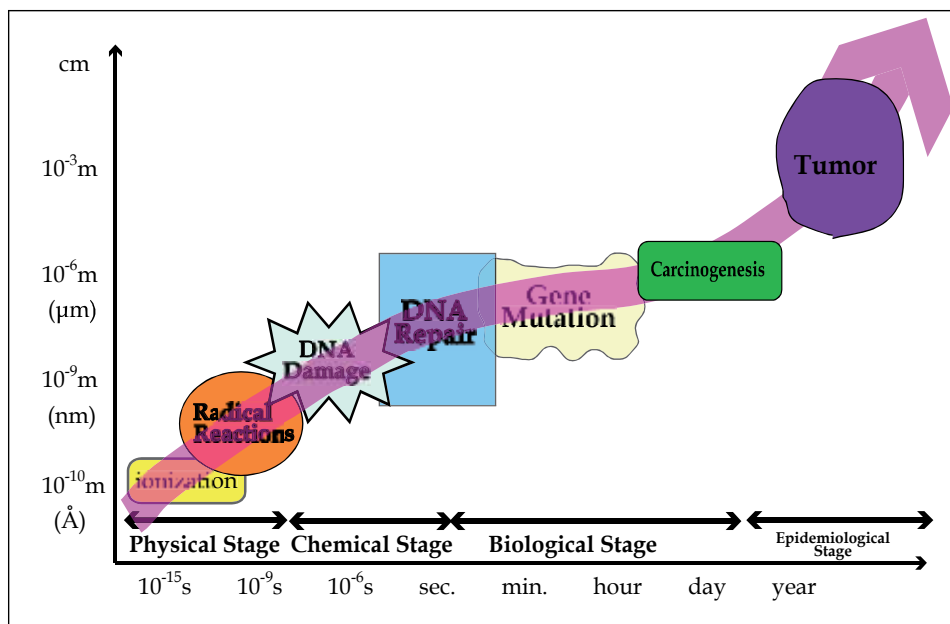 cm
10⁻³m
10⁻⁶m
(µm)
10⁻⁹m
(nm)
10⁻¹⁰m
(Å)
Tumor
Carcinogenesis
Gene
Mutation
DNA
Repair
DNA
Damage
Radical
Reactions
ionization
Physical Stage
Chemical Stage
Biological Stage
Epidemiological
Stage
10⁻¹⁵s 10⁻⁹s 10⁻⁶s sec. min. hour day year